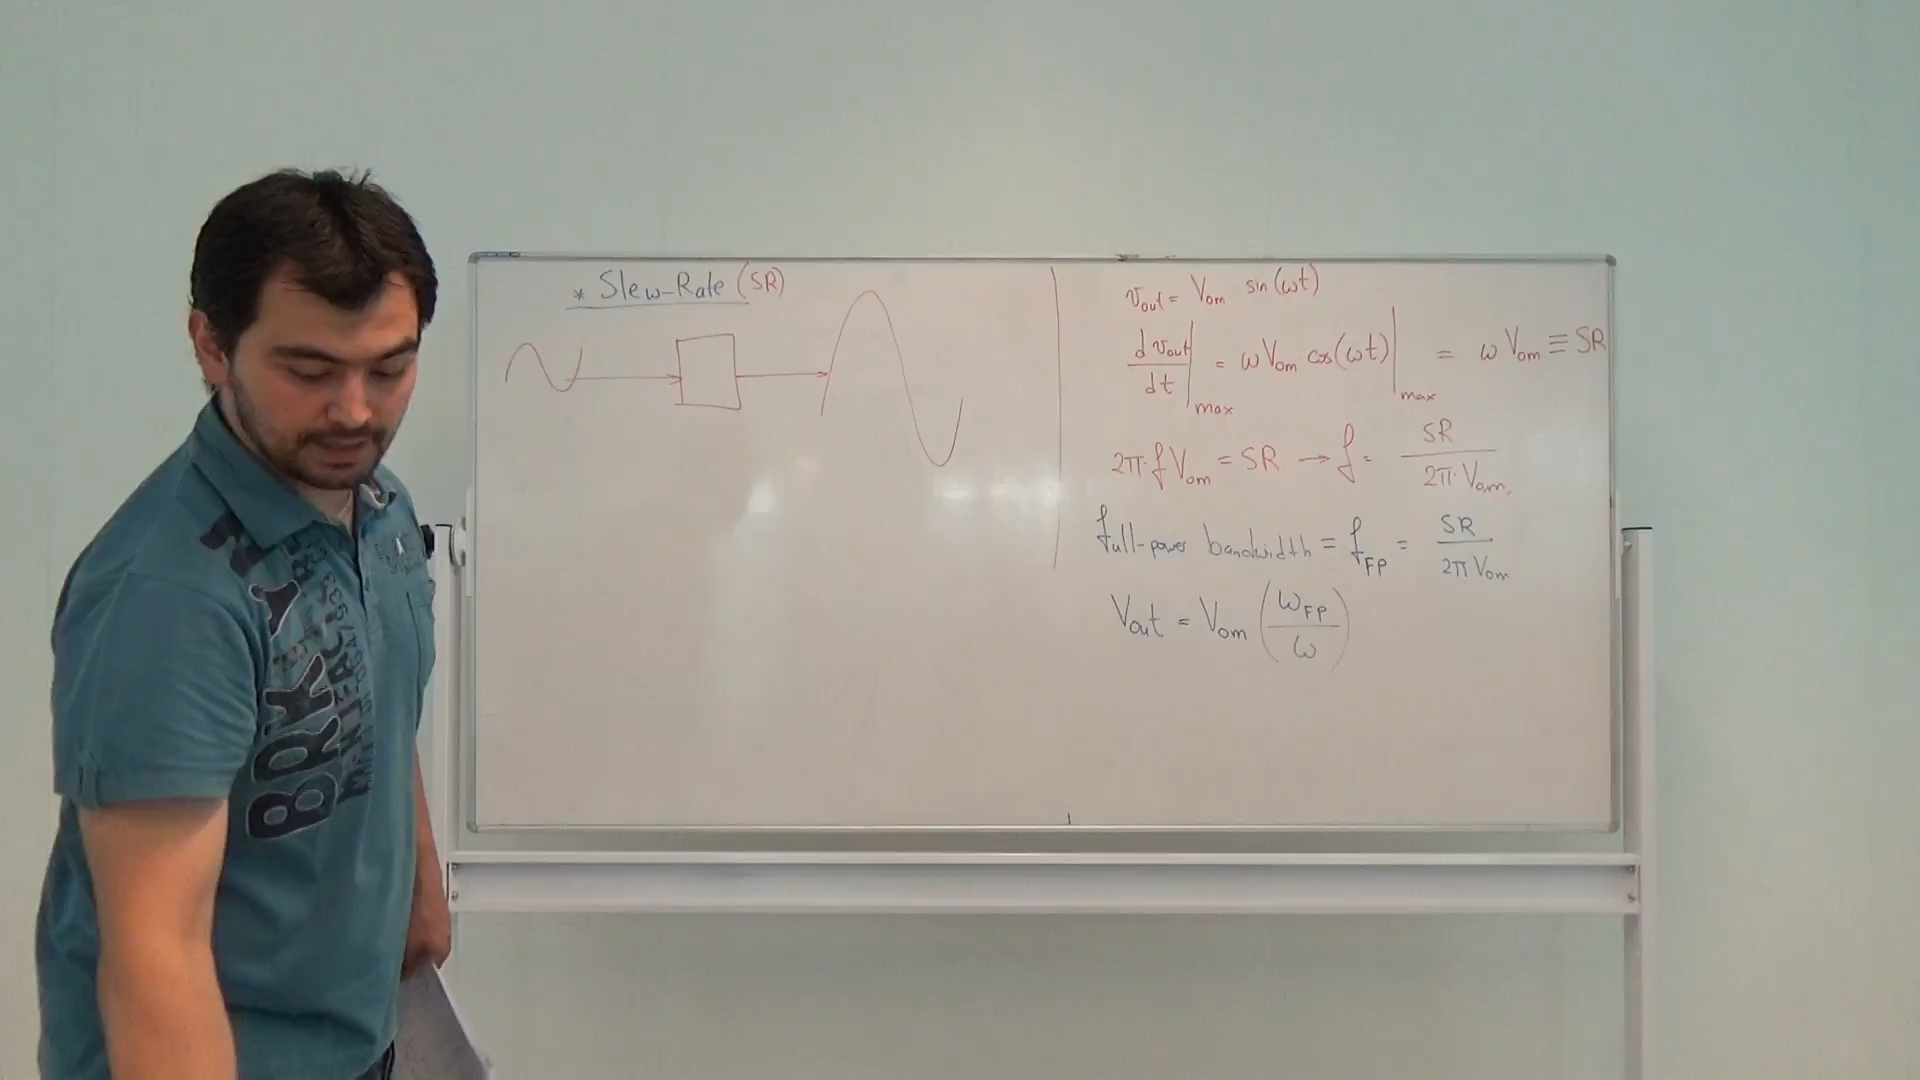 * Slew-Rate (SR)
v_out = V_om sin(ωt)
d v_out / dt |max = ω V_om cos(ωt) |max = ω V_om ≡ SR
2π·f V_om = SR → f = SR / 2π·V_om,
full-power bandwidth = f_FP = SR / 2π V_om
V_out = V_om (ω_FP / ω)
BRK